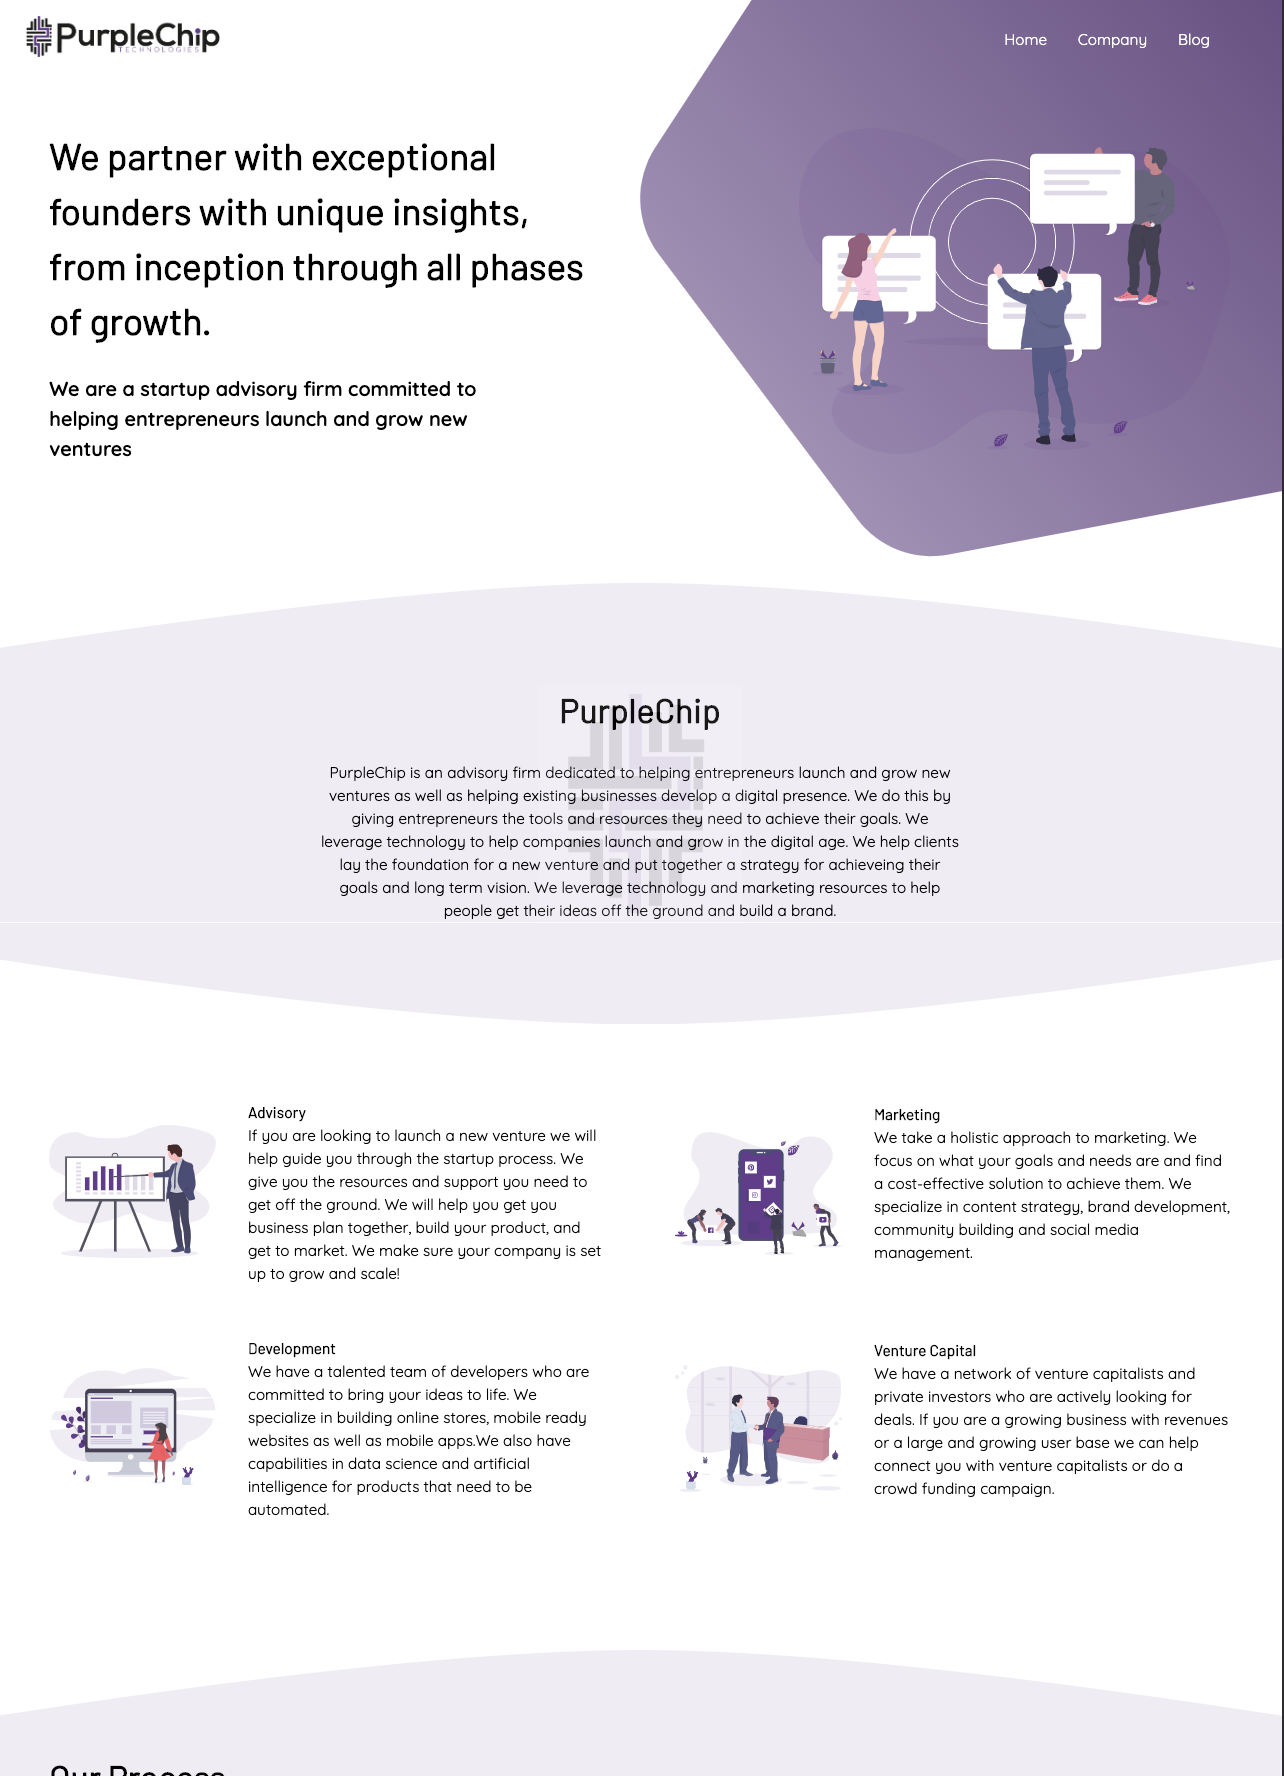 PurpleChip
TECHNOLOGIES
Home Company Blog
We partner with exceptional
founders with unique insights,
from inception through all phases
of growth.
We are a startup advisory firm committed to
helping entrepreneurs launch and grow new
ventures
PurpleChip
PurpleChip is an advisory firm dedicated to helping entrepreneurs launch and grow new
ventures as well as helping existing businesses develop a digital presence. We do this by
giving entrepreneurs the tools and resources they need to achieve their goals. We
leverage technology to help companies launch and grow in the digital age. We help clients
lay the foundation for a new venture and put together a strategy for achieveing their
goals and long term vision. We leverage technology and marketing resources to help
people get their ideas off the ground and build a brand.
Advisory
If you are looking to launch a new venture we will
help guide you through the startup process. We
give you the resources and support you need to
get off the ground. We will help you get you
business plan together, build your product, and
get to market. We make sure your company is set
up to grow and scale!
Marketing
We take a holistic approach to marketing. We
focus on what your goals and needs are and find
a cost-effective solution to achieve them. We
specialize in content strategy, brand development,
community building and social media
management.
Development
We have a talented team of developers who are
committed to bring your ideas to life. We
specialize in building online stores, mobile ready
websites as well as mobile apps.We also have
capabilities in data science and artificial
intelligence for products that need to be
automated.
Venture Capital
We have a network of venture capitalists and
private investors who are actively looking for
deals. If you are a growing business with revenues
or a large and growing user base we can help
connect you with venture capitalists or do a
crowd funding campaign.
Our Process